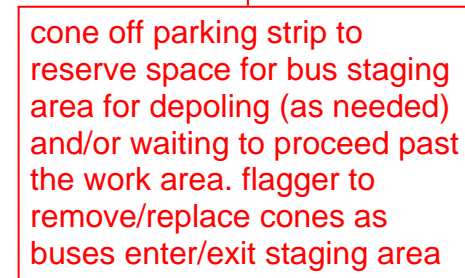 cone off parking strip to
reserve space for bus staging
area for depoling (as needed)
and/or waiting to proceed past
the work area. flagger to
remove/replace cones as
buses enter/exit staging area